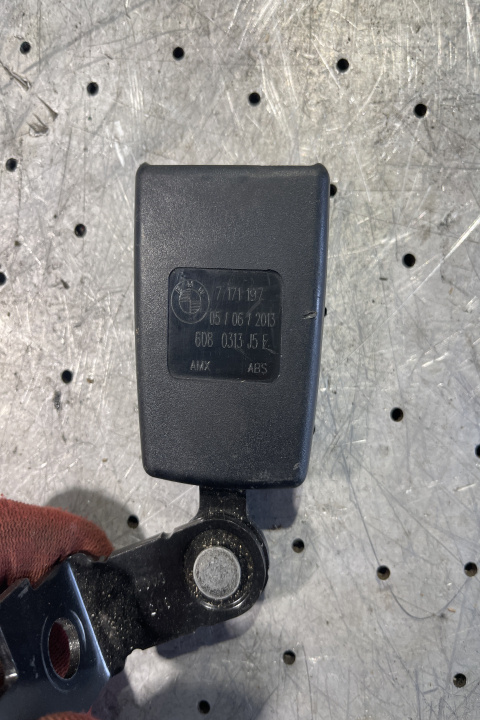 BMW
7 171 197
05 / 06 / 2013
608 0313 J5 E
AMX ABS